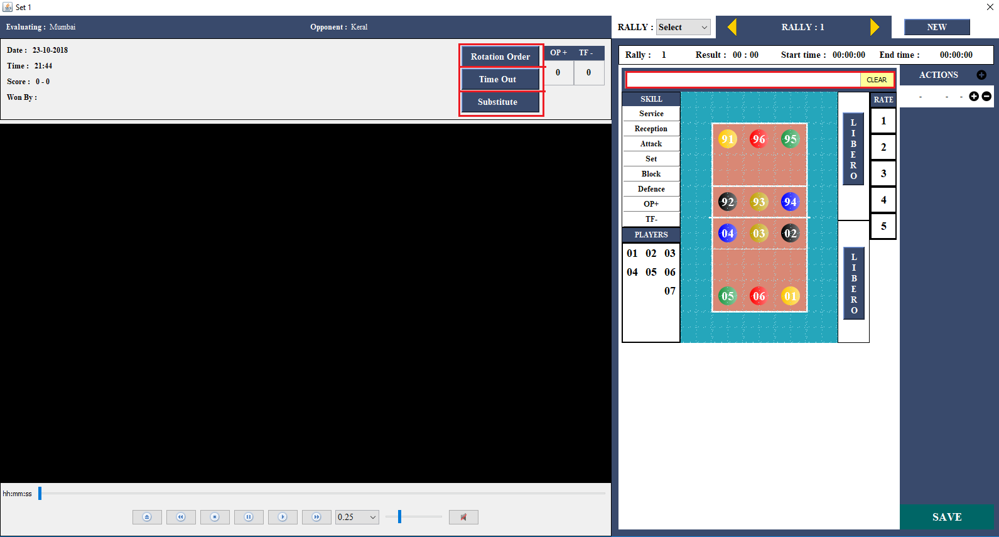 Set 1
Evaluating : Mumbai Opponent : Keral
RALLY : Select RALLY : 1 NEW
Date : 23-10-2018
Time : 21:44
Score : 0 - 0
Won By :
Rotation Order
Time Out
Substitute
OP + TF -
0 0
hh:mm:ss
0.25
Rally : 1 Result : 00 : 00 Start time : 00:00:00 End time : 00:00:00
CLEAR
SKILL
Service
Reception
Attack
Set
Block
Defence
OP+
TF-
PLAYERS
01 02 03
04 05 06
07
91 96 95
92 93 94
04 03 02
05 06 01
LIBERO
LIBERO
RATE
1
2
3
4
5
ACTIONS
- - -
SAVE